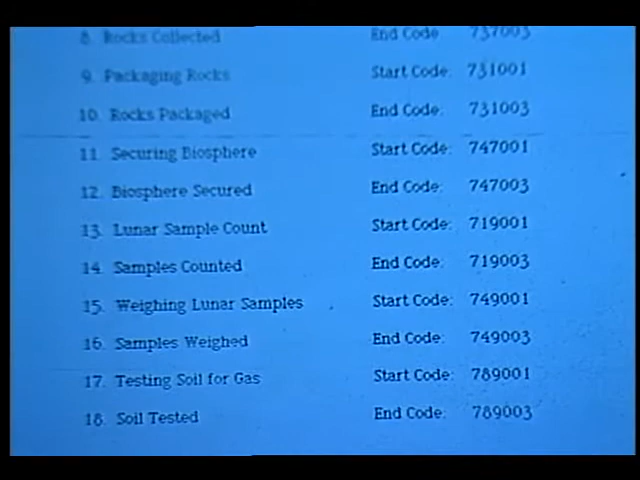 8. Rocks Collected End Code 737003
9. Packaging Rocks Start Code: 731001
10. Rocks Packaged End Code: 731003
11. Securing Biosphere Start Code: 747001
12. Biosphere Secured End Code: 747003
13. Lunar Sample Count Start Code: 719001
14. Samples Counted End Code: 719003
15. Weighing Lunar Samples Start Code: 749001
16. Samples Weighed End Code: 749003
17. Testing Soil for Gas Start Code: 789001
18. Soil Tested End Code: 789003